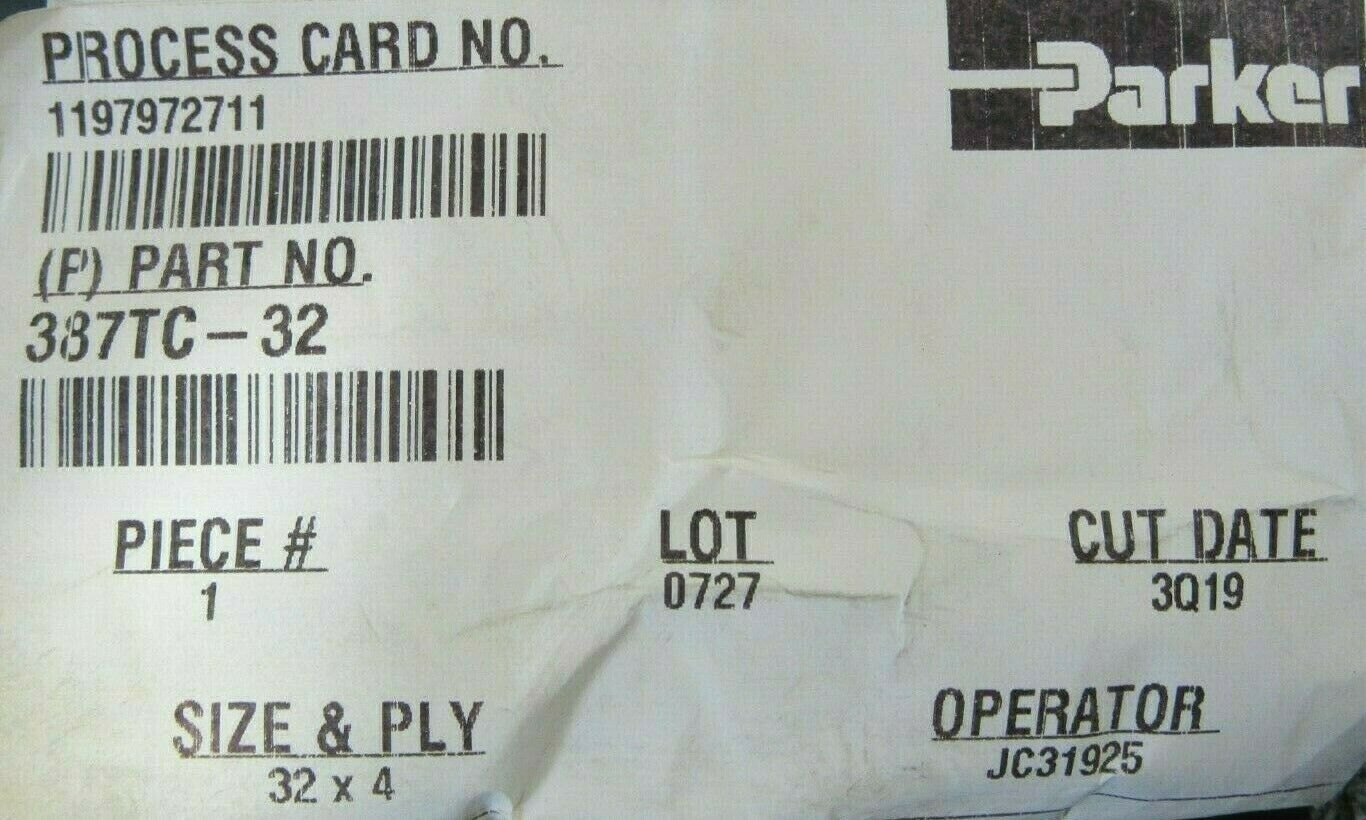 PROCESS CARD NO.
1197972711
Parker
(P) PART NO.
387TC-32
PIECE #
1
LOT
0727
CUT DATE
3Q19
SIZE & PLY
32 x 4
OPERATOR
JC31925